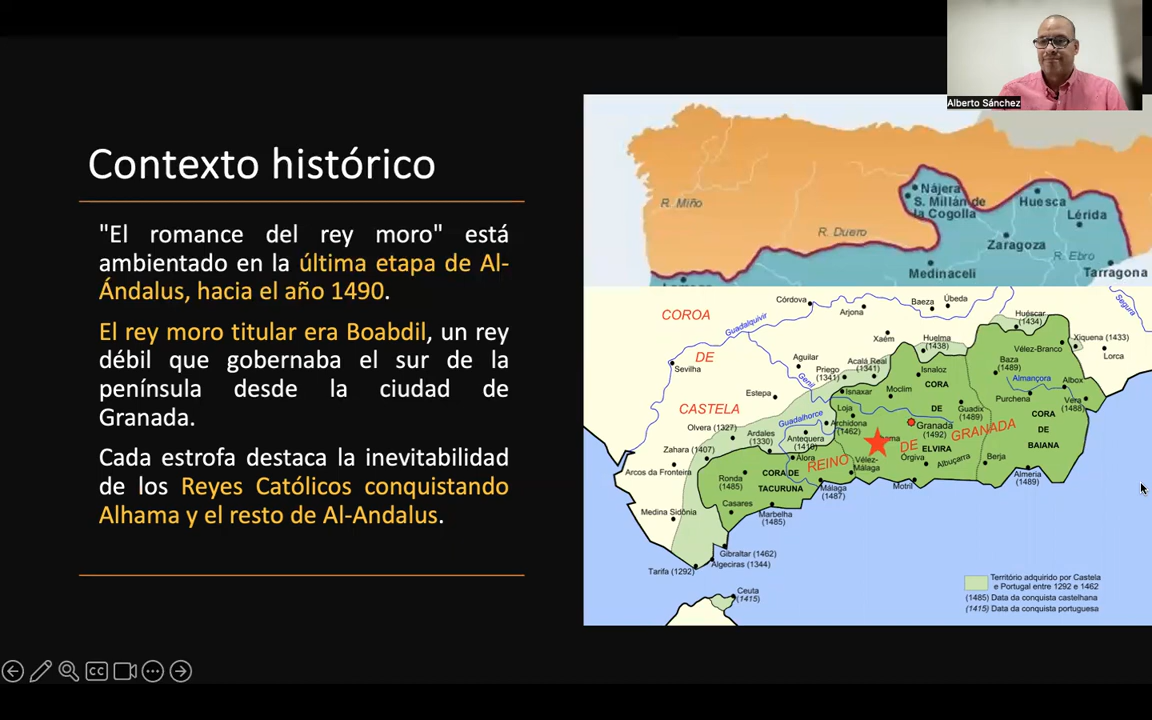 Alberto Sánchez
Contexto histórico
"El romance del rey moro" está
ambientado en la última etapa de Al-
Ándalus, hacia el año 1490.
El rey moro titular era Boabdil, un rey
débil que gobernaba el sur de la
península desde la ciudad de
Granada.
Cada estrofa destaca la inevitabilidad
de los Reyes Católicos conquistando
Alhama y el resto de Al-Andalus.
R. Miño
R. Duero
Nájera
S. Millán de
la Cogolla
Huesca
Lérida
Zaragoza
R. Ebro
Medinaceli
Tarragona
COROA
DE
CASTELA
Córdova
Arjona
Baeza
Úbeda
Segura
Guadalquivir
Xaém
Huelma
(1438)
Huéscar
(1434)
Xiquena (1433)
Lorca
Vélez-Branco
Sevilha
Aguilar
Priego
(1341)
Acalá Real
(1341)
Isnaloz
Baza
(1489)
Albox
Almançora
Purchena
Vera
(1488)
Estepa
Genil
Isnaxar
Moclim
CORA
DE
ELVIRA
Guadix
(1489)
CORA
DE
BAIANA
Loja
Archidona
(1462)
Granada
(1492)
Guadalhorce
Olvera (1327)
Ardales
(1330)
Antequera
(1410)
REINO
DE
GRANADA
Zahara (1407)
Álora
Vélez-
Málaga
Órgiva
Albuçarra
Berja
Arcos da Fronteira
Ronda
(1485)
CORA DE
TACURUNA
Málaga
(1487)
Motril
Almeria
(1489)
Casares
Marbelha
(1485)
Medina Sidônia
Gibraltar (1462)
Algeciras (1344)
Tarifa (1292)
Ceuta
(1415)
Território adquirido por Castela
e Portugal entre 1292 e 1462
(1485) Data da conquista castelhana
(1415) Data da conquista portuguesa
CC